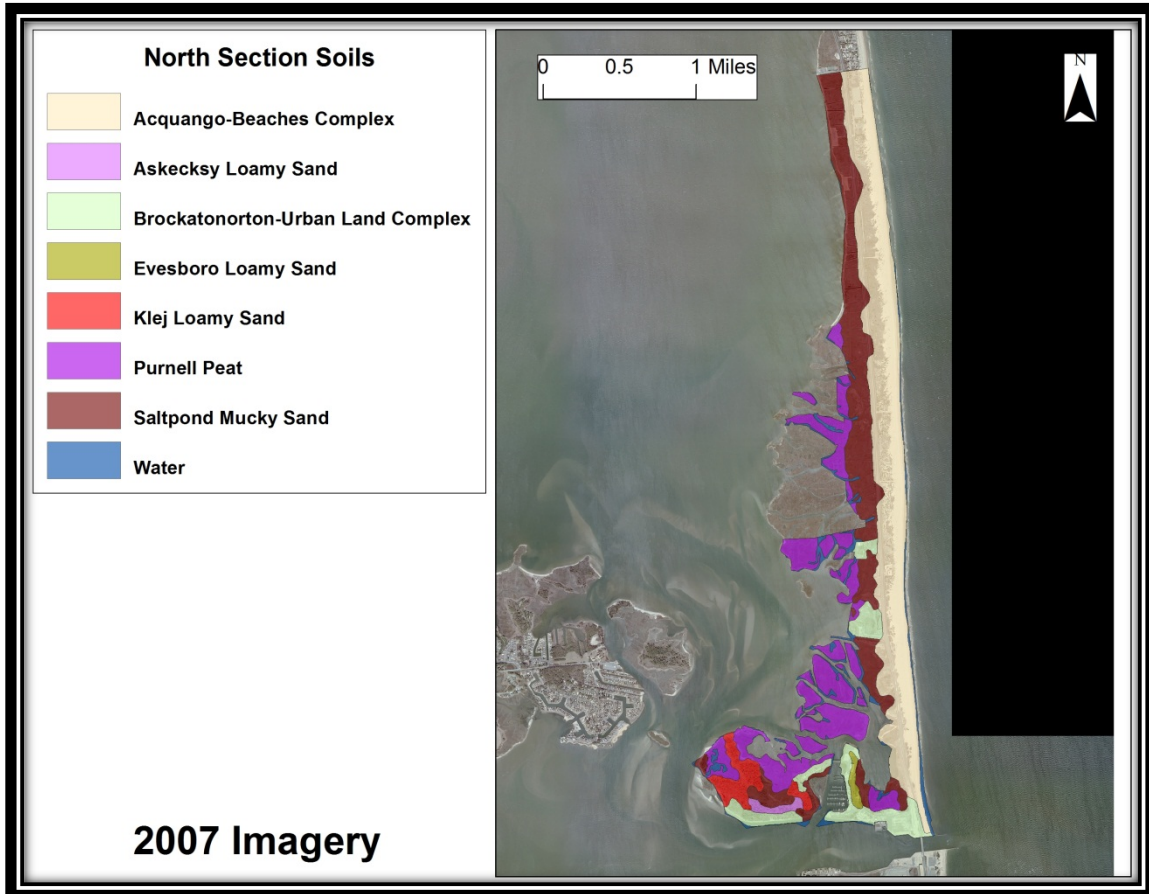 North Section Soils
Acquango-Beaches Complex
Askecksy Loamy Sand
Brockatonorton-Urban Land Complex
Evesboro Loamy Sand
Klej Loamy Sand
Purnell Peat
Saltpond Mucky Sand
Water
2007 Imagery
0 0.5 1 Miles
N